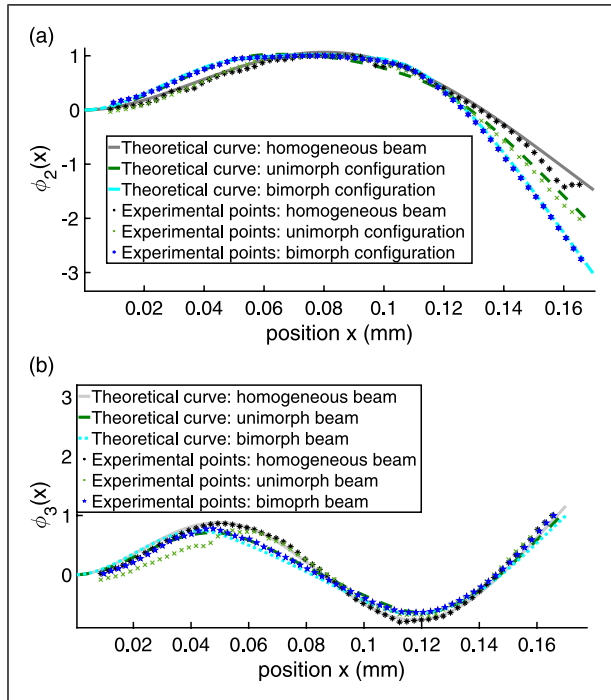 (a)
1
0
-1
-2
-3
ϕ2(x)
Theoretical curve: homogeneous beam
Theoretical curve: unimorph configuration
Theoretical curve: bimorph configuration
Experimental points: homogeneous beam
Experimental points: unimorph configuration
Experimental points: bimorph configuration
0.02 0.04 0.06 0.08 0.1 0.12 0.14 0.16
position x (mm)
(b)
3
2
1
0
ϕ3(x)
Theoretical curve: homogeneous beam
Theoretical curve: unimorph beam
Theoretical curve: bimorph beam
Experimental points: homogeneous beam
Experimental points: unimorph beam
Experimental points: bimoprh beam
0.02 0.04 0.06 0.08 0.1 0.12 0.14 0.16
position x (mm)